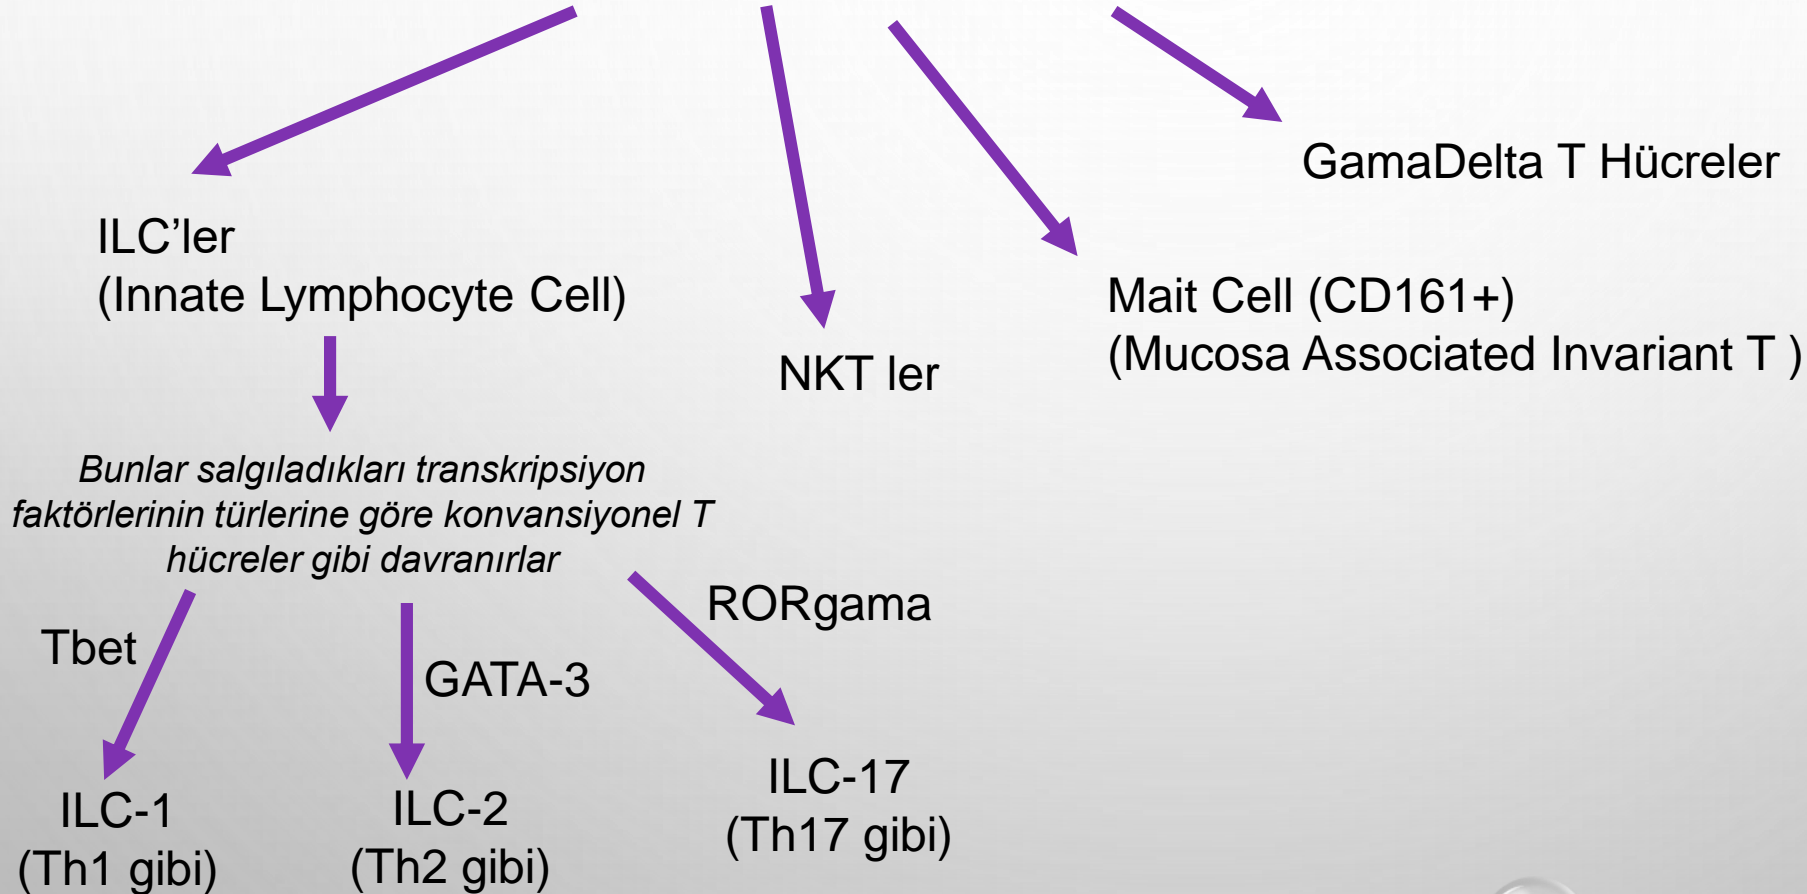 GamaDelta T Hücreler
ILC’ler
(Innate Lymphocyte Cell)
Mait Cell (CD161+)
(Mucosa Associated Invariant T )
NKT ler
Bunlar salgıladıkları transkripsiyon
faktörlerinin türlerine göre konvansiyonel T
hücreler gibi davranırlar
Tbet
GATA-3
RORgama
ILC-1
(Th1 gibi)
ILC-2
(Th2 gibi)
ILC-17
(Th17 gibi)